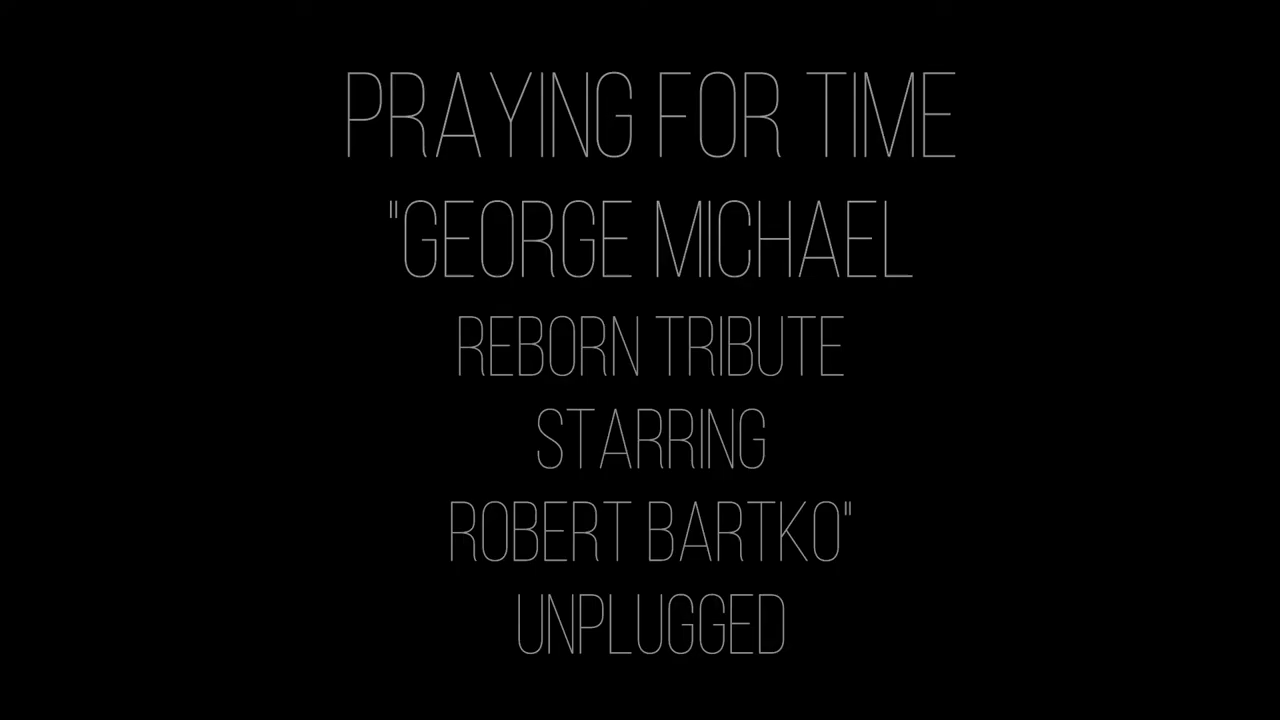 PRAYING FOR TIME
"GEORGE MICHAEL
REBORN TRIBUTE
STARRING
ROBERT BARTKO"
UNPLUGGED